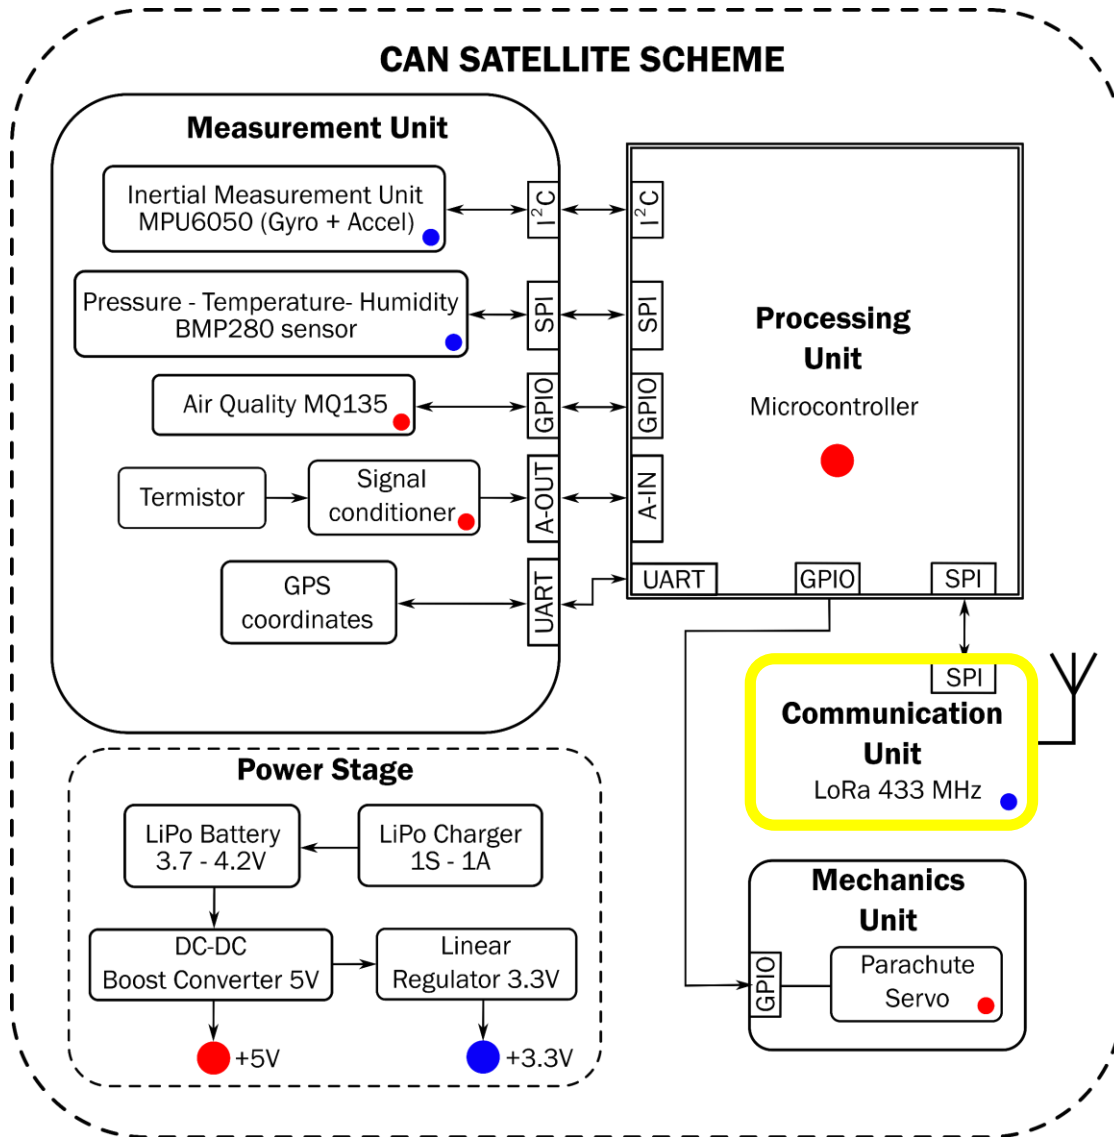 CAN SATELLITE SCHEME
Measurement Unit
Inertial Measurement Unit
MPU6050 (Gyro + Accel)
I²C
I²C
Pressure - Temperature- Humidity
BMP280 sensor
SPI
SPI
Air Quality MQ135
GPIO
GPIO
Termistor
Signal
conditioner
A-OUT
A-IN
GPS
coordinates
UART
Processing
Unit
Microcontroller
UART
GPIO
SPI
SPI
Communication
Unit
LoRa 433 MHz
Power Stage
LiPo Battery
3.7 - 4.2V
LiPo Charger
1S - 1A
DC-DC
Boost Converter 5V
Linear
Regulator 3.3V
+5V
+3.3V
Mechanics
Unit
GPIO
Parachute
Servo